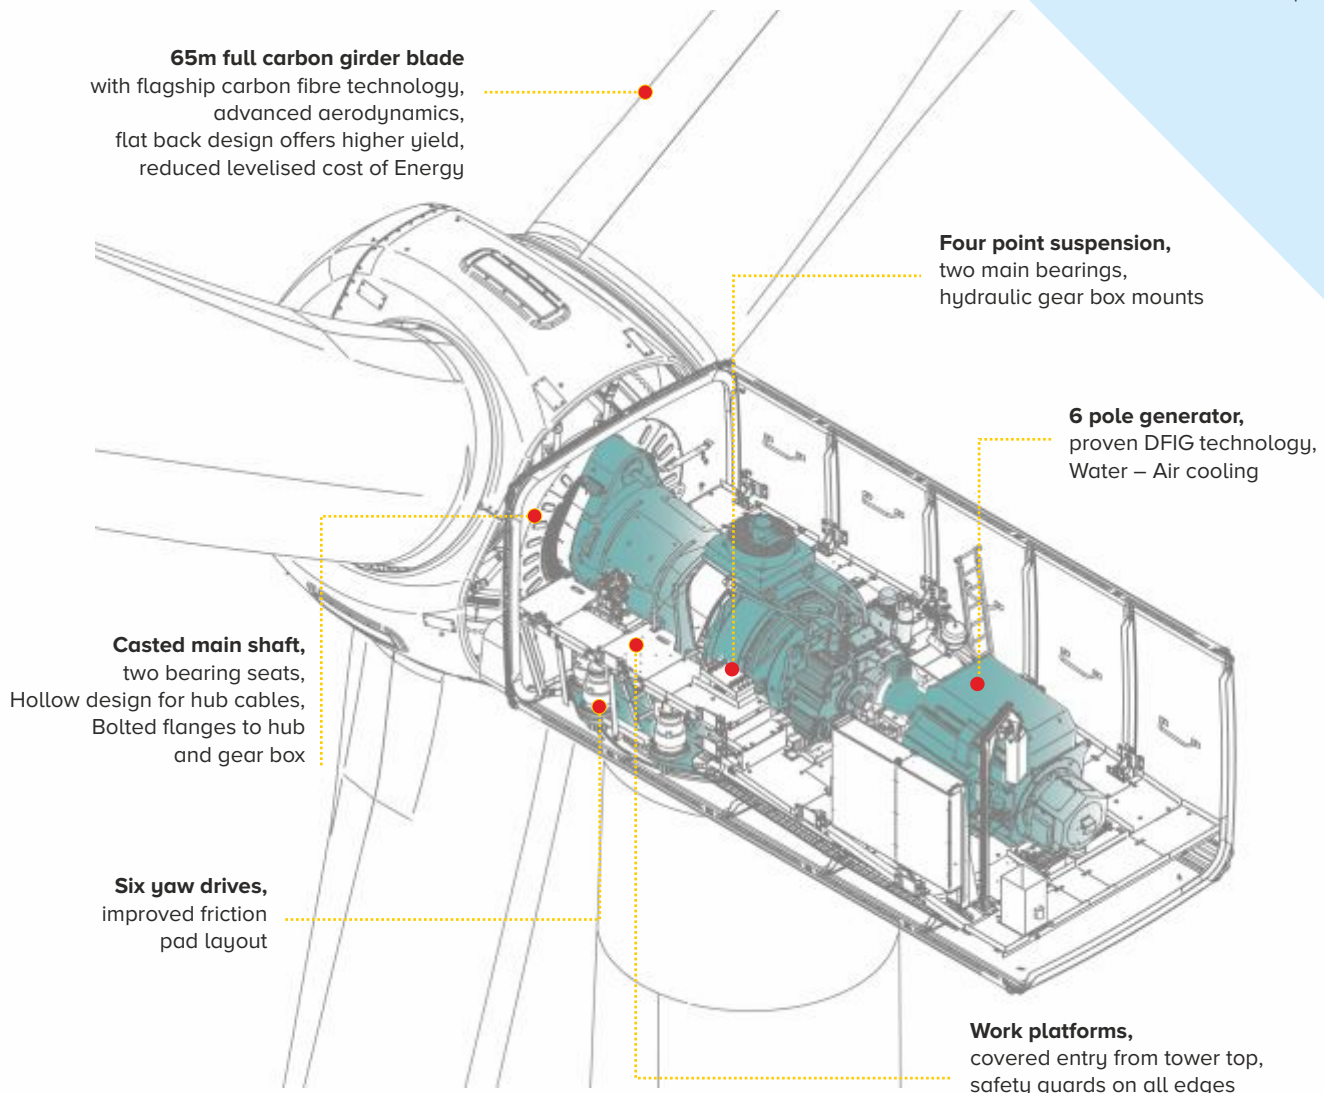 65m full carbon girder blade
with flagship carbon fibre technology,
advanced aerodynamics,
flat back design offers higher yield,
reduced levelised cost of Energy
Four point suspension,
two main bearings,
hydraulic gear box mounts
6 pole generator,
proven DFIG technology,
Water – Air cooling
Casted main shaft,
two bearing seats,
Hollow design for hub cables,
Bolted flanges to hub
and gear box
Six yaw drives,
improved friction
pad layout
Work platforms,
covered entry from tower top,
safety guards on all edges